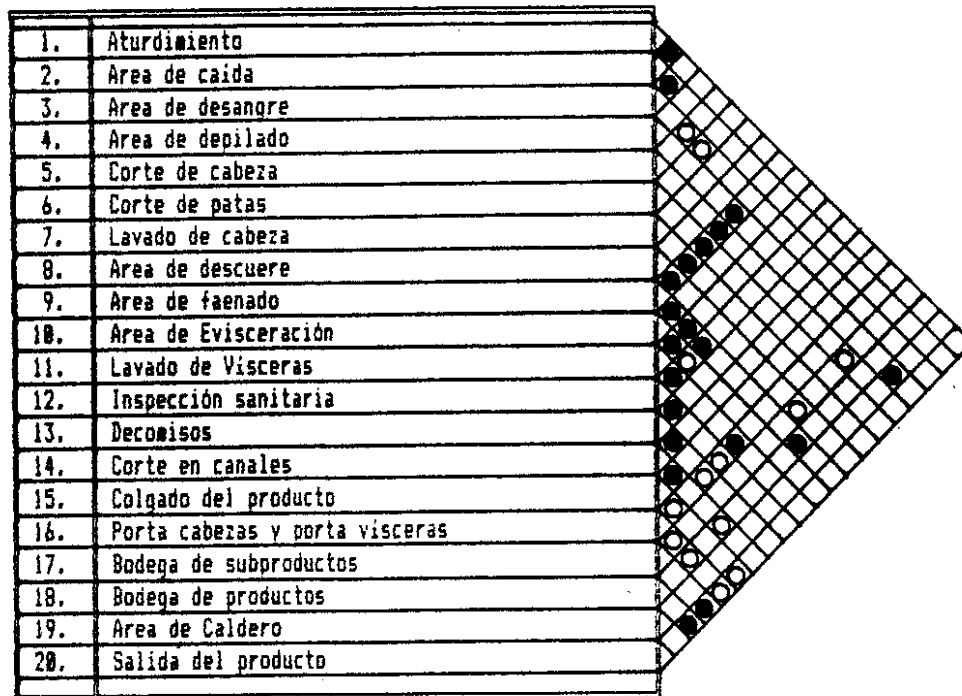 1. Aturdimiento
2. Area de caida
3. Area de desangre
4. Area de depilado
5. Corte de cabeza
6. Corte de patas
7. Lavado de cabeza
8. Area de descuere
9. Area de faenado
10. Area de Evisceración
11. Lavado de Vísceras
12. Inspección sanitaria
13. Decomisos
14. Corte en canales
15. Colgado del producto
16. Porta cabezas y porta vísceras
17. Bodega de subproductos
18. Bodega de productos
19. Area de Caldero
20. Salida del producto